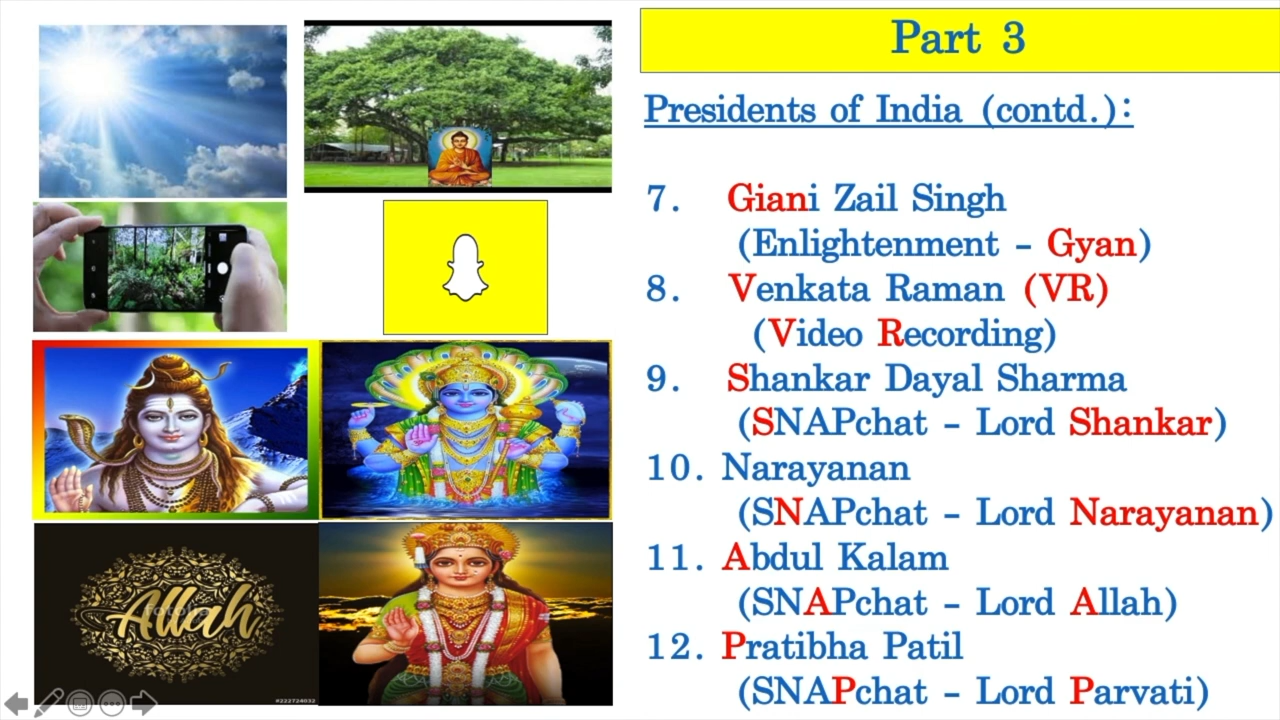 Part 3
Presidents of India (contd.):
7. Giani Zail Singh
(Enlightenment – Gyan)
8. Venkata Raman (VR)
(Video Recording)
9. Shankar Dayal Sharma
(SNAPchat – Lord Shankar)
10. Narayanan
(SNAPchat – Lord Narayanan)
11. Abdul Kalam
(SNAPchat – Lord Allah)
12. Pratibha Patil
(SNAPchat – Lord Parvati)
Allah
#222724032